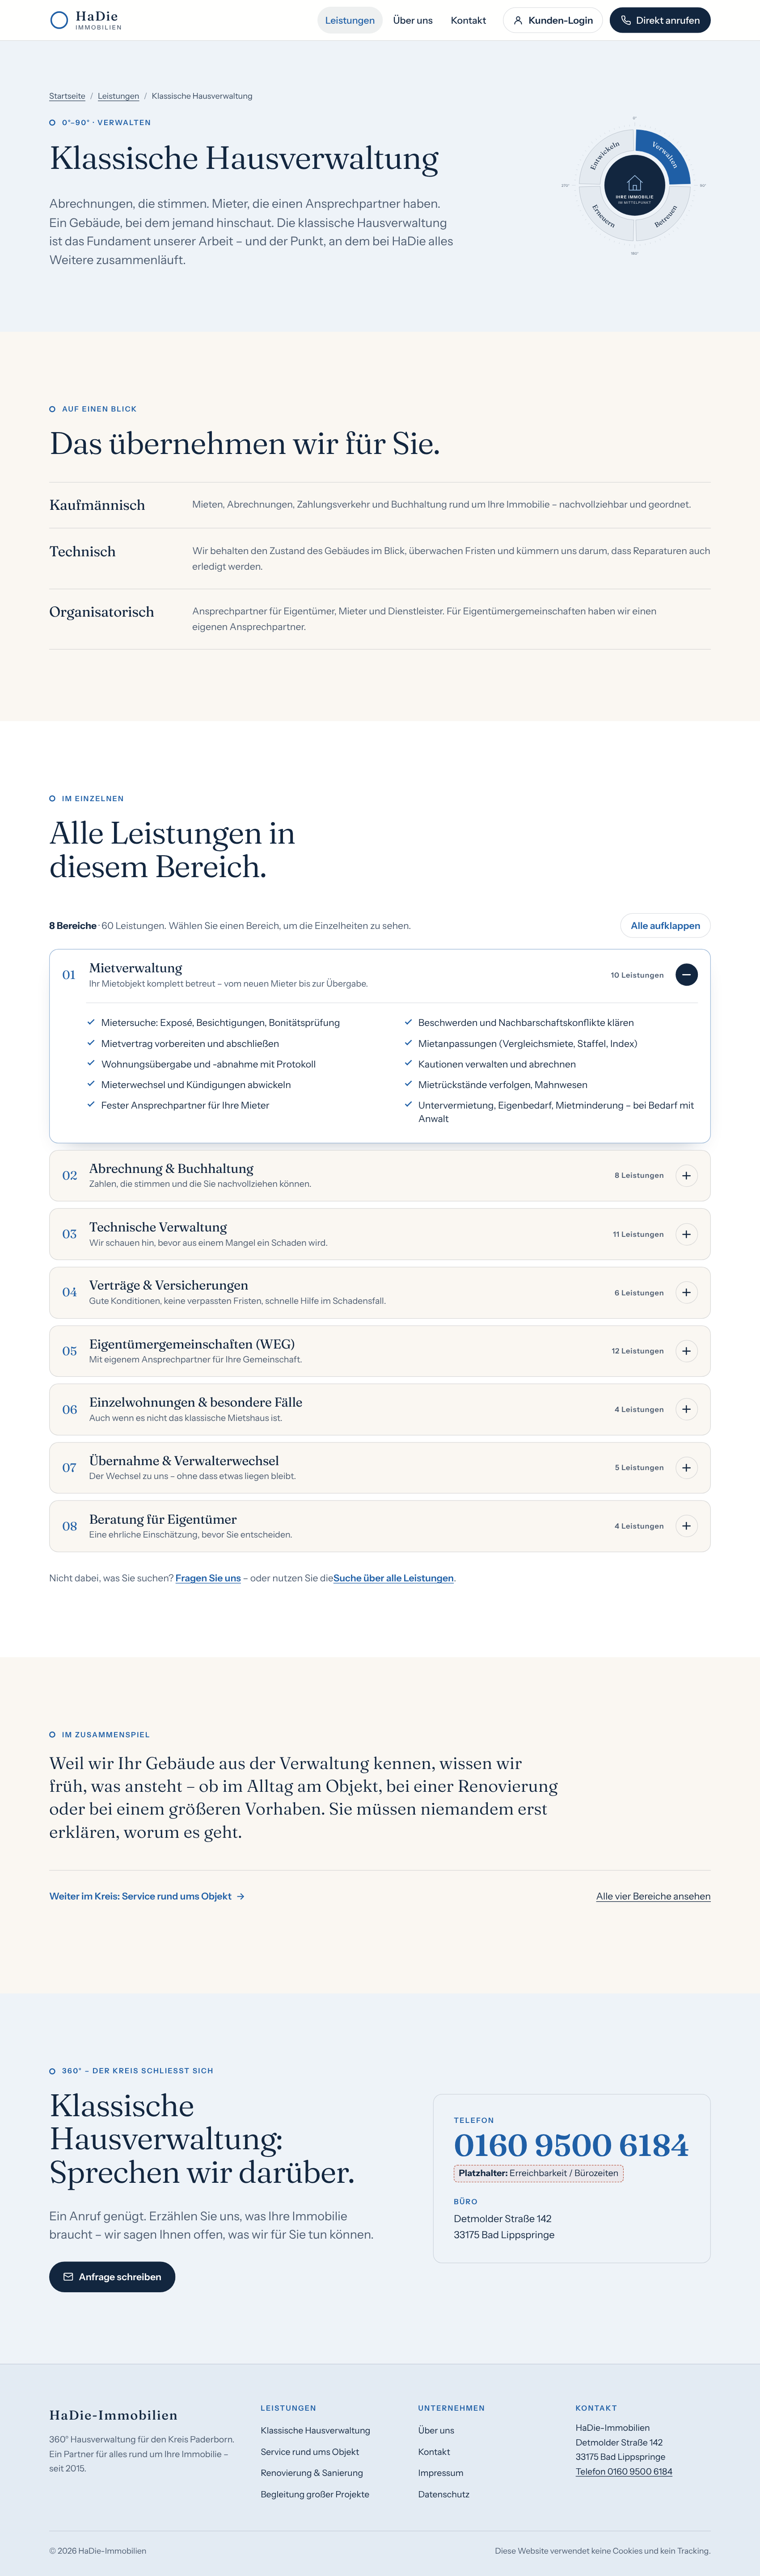 HaDie
IMMOBILIEN
Leistungen
Über uns
Kontakt
Kunden-Login
Direkt anrufen
Startseite / Leistungen / Klassische Hausverwaltung
0°–90° · VERWALTEN
Klassische Hausverwaltung
Abrechnungen, die stimmen. Mieter, die einen Ansprechpartner haben.
Ein Gebäude, bei dem jemand hinschaut. Die klassische Hausverwaltung
ist das Fundament unserer Arbeit – und der Punkt, an dem bei HaDie alles
Weitere zusammenläuft.
0°
Entwickeln
Verwalten
270°
90°
IHRE IMMOBILIE
IM MITTELPUNKT
Erneuern
Betreuen
180°
AUF EINEN BLICK
Das übernehmen wir für Sie.
Kaufmännisch
Mieten, Abrechnungen, Zahlungsverkehr und Buchhaltung rund um Ihre Immobilie – nachvollziehbar und geordnet.
Technisch
Wir behalten den Zustand des Gebäudes im Blick, überwachen Fristen und kümmern uns darum, dass Reparaturen auch
erledigt werden.
Organisatorisch
Ansprechpartner für Eigentümer, Mieter und Dienstleister. Für Eigentümergemeinschaften haben wir einen
eigenen Ansprechpartner.
IM EINZELNEN
Alle Leistungen in
diesem Bereich.
8 Bereiche · 60 Leistungen. Wählen Sie einen Bereich, um die Einzelheiten zu sehen.
Alle aufklappen
01
Mietverwaltung
Ihr Mietobjekt komplett betreut – vom neuen Mieter bis zur Übergabe.
10 Leistungen
Mietersuche: Exposé, Besichtigungen, Bonitätsprüfung
Mietvertrag vorbereiten und abschließen
Wohnungsübergabe und -abnahme mit Protokoll
Mieterwechsel und Kündigungen abwickeln
Fester Ansprechpartner für Ihre Mieter
Beschwerden und Nachbarschaftskonflikte klären
Mietanpassungen (Vergleichsmiete, Staffel, Index)
Kautionen verwalten und abrechnen
Mietrückstände verfolgen, Mahnwesen
Untervermietung, Eigenbedarf, Mietminderung – bei Bedarf mit
Anwalt
02
Abrechnung & Buchhaltung
Zahlen, die stimmen und die Sie nachvollziehen können.
8 Leistungen
03
Technische Verwaltung
Wir schauen hin, bevor aus einem Mangel ein Schaden wird.
11 Leistungen
04
Verträge & Versicherungen
Gute Konditionen, keine verpassten Fristen, schnelle Hilfe im Schadensfall.
6 Leistungen
05
Eigentümergemeinschaften (WEG)
Mit eigenem Ansprechpartner für Ihre Gemeinschaft.
12 Leistungen
06
Einzelwohnungen & besondere Fälle
Auch wenn es nicht das klassische Mietshaus ist.
4 Leistungen
07
Übernahme & Verwalterwechsel
Der Wechsel zu uns – ohne dass etwas liegen bleibt.
5 Leistungen
08
Beratung für Eigentümer
Eine ehrliche Einschätzung, bevor Sie entscheiden.
4 Leistungen
Nicht dabei, was Sie suchen? Fragen Sie uns – oder nutzen Sie dieSuche über alle Leistungen.
IM ZUSAMMENSPIEL
Weil wir Ihr Gebäude aus der Verwaltung kennen, wissen wir
früh, was ansteht – ob im Alltag am Objekt, bei einer Renovierung
oder bei einem größeren Vorhaben. Sie müssen niemandem erst
erklären, worum es geht.
Weiter im Kreis: Service rund ums Objekt →
Alle vier Bereiche ansehen
360° – DER KREIS SCHLIESST SICH
Klassische
Hausverwaltung:
Sprechen wir darüber.
Ein Anruf genügt. Erzählen Sie uns, was Ihre Immobilie
braucht – wir sagen Ihnen offen, was wir für Sie tun können.
Anfrage schreiben
TELEFON
0160 9500 6184
Platzhalter: Erreichbarkeit / Bürozeiten
BÜRO
Detmolder Straße 142
33175 Bad Lippspringe
HaDie-Immobilien
360° Hausverwaltung für den Kreis Paderborn.
Ein Partner für alles rund um Ihre Immobilie –
seit 2015.
LEISTUNGEN
Klassische Hausverwaltung
Service rund ums Objekt
Renovierung & Sanierung
Begleitung großer Projekte
UNTERNEHMEN
Über uns
Kontakt
Impressum
Datenschutz
KONTAKT
HaDie-Immobilien
Detmolder Straße 142
33175 Bad Lippspringe
Telefon 0160 9500 6184
© 2026 HaDie-Immobilien
Diese Website verwendet keine Cookies und kein Tracking.